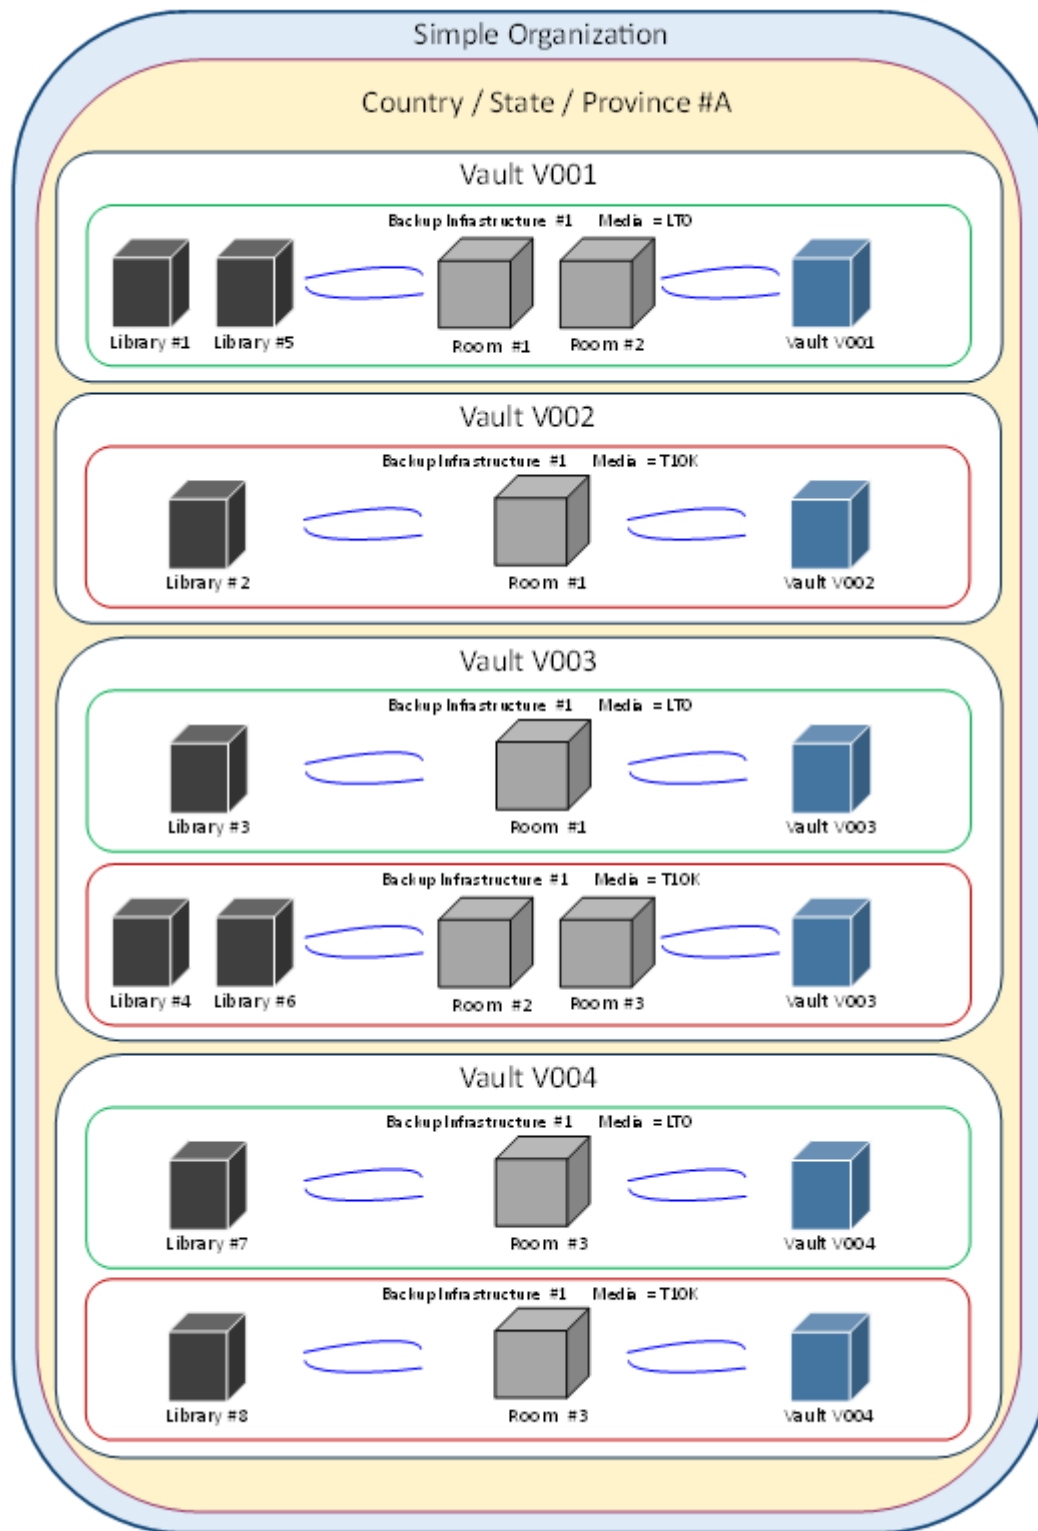 Simple Organization
Country / State / Province #A
Vault V001
Backup Infrastructure #1 Media = LTO
Library #1 Library #5 Room #1 Room #2 Vault V001
Vault V002
Backup Infrastructure #1 Media = T10K
Library #2 Room #1 Vault V002
Vault V003
Backup Infrastructure #1 Media = LTO
Library #3 Room #1 Vault V003
Backup Infrastructure #1 Media = T10K
Library #4 Library #6 Room #2 Room #3 Vault V003
Vault V004
Backup Infrastructure #1 Media = LTO
Library #7 Room #3 Vault V004
Backup Infrastructure #1 Media = T10K
Library #8 Room #3 Vault V004